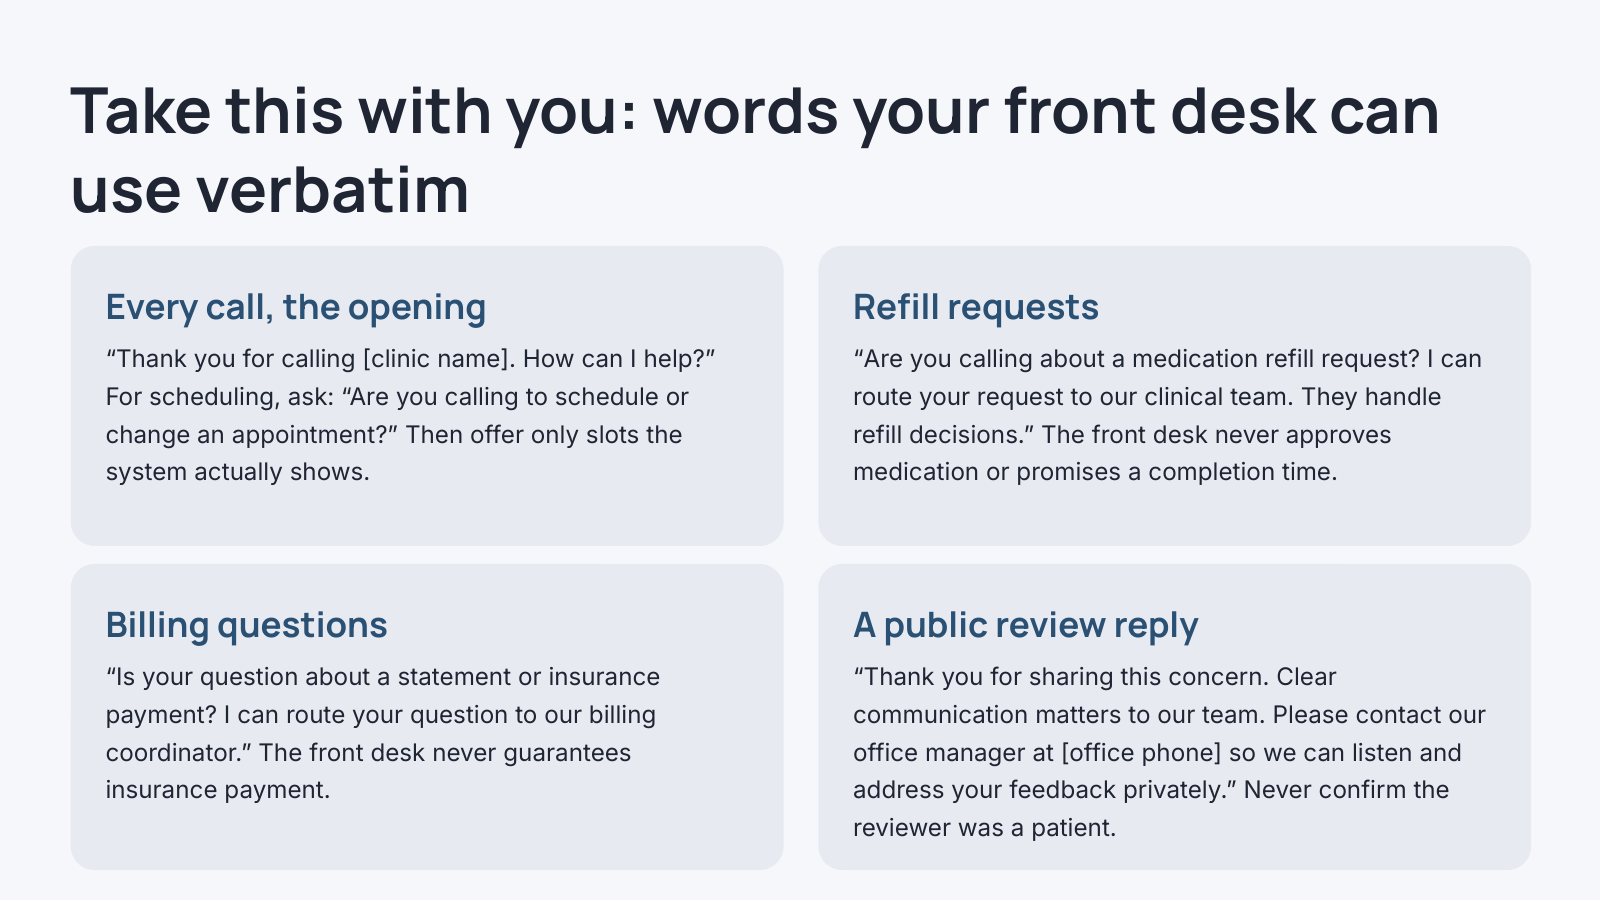 Take this with you: words your front desk can
use verbatim
Every call, the opening
“Thank you for calling [clinic name]. How can I help?”
For scheduling, ask: “Are you calling to schedule or
change an appointment?” Then offer only slots the
system actually shows.
Refill requests
“Are you calling about a medication refill request? I can
route your request to our clinical team. They handle
refill decisions.” The front desk never approves
medication or promises a completion time.
Billing questions
“Is your question about a statement or insurance
payment? I can route your question to our billing
coordinator.” The front desk never guarantees
insurance payment.
A public review reply
“Thank you for sharing this concern. Clear
communication matters to our team. Please contact our
office manager at [office phone] so we can listen and
address your feedback privately.” Never confirm the
reviewer was a patient.